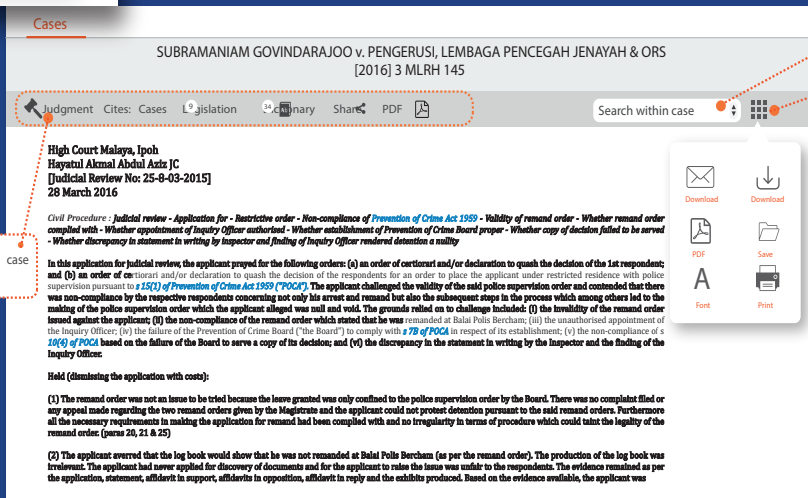 Cases
SUBRAMANIAM GOVINDARAJOO v. PENGERUSI, LEMBAGA PENCEGAH JENAYAH & ORS
[2016] 3 MLRH 145
Judgment Cites: Cases 9 Legislation 34 Dictionary Share PDF
Search within case
High Court Malaya, Ipoh
Hayatul Akmal Abdul Aziz JC
[Judicial Review No: 25-8-03-2015]
28 March 2016
Civil Procedure : Judicial review - Application for - Restrictive order - Non-compliance of Prevention of Crime Act 1959 - Validity of remand order - Whether remand order
complied with - Whether appointment of Inquiry Officer authorised - Whether establishment of Prevention of Crime Board proper - Whether copy of decision failed to be served
- Whether discrepancy in statement in writing by inspector and finding of Inquiry Officer rendered detention a nullity
case
In this application for judicial review, the applicant prayed for the following orders: (a) an order of certiorari and/or declaration to quash the decision of the 1st respondent;
and (b) an order of certiorari and/or declaration to quash the decision of the respondents for an order to place the applicant under restricted residence with police
supervision pursuant to s 15(1) of Prevention of Crime Act 1959 ("POCA"). The applicant challenged the validity of the said police supervision order and contended that there
was non-compliance by the respective respondents concerning not only his arrest and remand but also the subsequent steps in the process which among others led to the
making of the police supervision order which the applicant alleged was null and void. The grounds relied on to challenge included: (i) the invalidity of the remand order
issued against the applicant; (ii) the non-compliance of the remand order which stated that he was remanded at Balai Polis Bercham; (iii) the unauthorised appointment of
the Inquiry Officer; (iv) the failure of the Prevention of Crime Board ("the Board") to comply with s 7B of POCA in respect of its establishment; (v) the non-compliance of s
10(4) of POCA based on the failure of the Board to serve a copy of its decision; and (vi) the discrepancy in the statement in writing by the Inspector and the finding of the
Inquiry Officer.
Held (dismissing the application with costs):
(1) The remand order was not an issue to be tried because the leave granted was only confined to the police supervision order by the Board. There was no complaint filed or
any appeal made regarding the two remand orders given by the Magistrate and the applicant could not protest detention pursuant to the said remand orders. Furthermore
all the necessary requirements in making the application for remand had been complied with and no irregularity in terms of procedure which could taint the legality of the
remand order. (paras 20, 21 & 25)
(2) The applicant averred that the log book would show that he was not remanded at Balai Polis Bercham (as per the remand order). The production of the log book was
irrelevant. The applicant had never applied for discovery of documents and for the applicant to raise the issue was unfair to the respondents. The evidence remained as per
the application, statement, affidavit in support, affidavits in opposition, affidavit in reply and the exhibits produced. Based on the evidence available, the applicant was
Download Download
PDF Save
A
Font Print